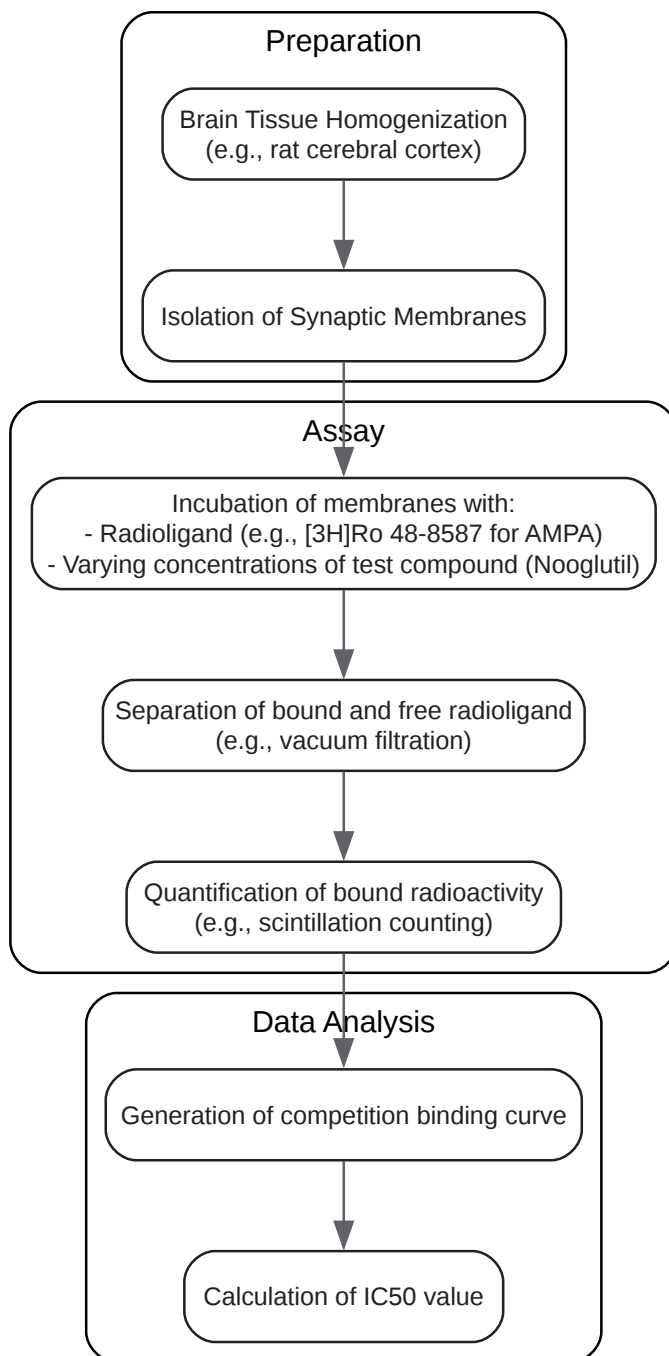 Preparation
Brain Tissue Homogenization
(e.g., rat cerebral cortex)
Isolation of Synaptic Membranes
Assay
Incubation of membranes with:
- Radioligand (e.g., [3H]Ro 48-8587 for AMPA)
- Varying concentrations of test compound (Nooglutil)
Separation of bound and free radioligand
(e.g., vacuum filtration)
Quantification of bound radioactivity
(e.g., scintillation counting)
Data Analysis
Generation of competition binding curve
Calculation of IC50 value